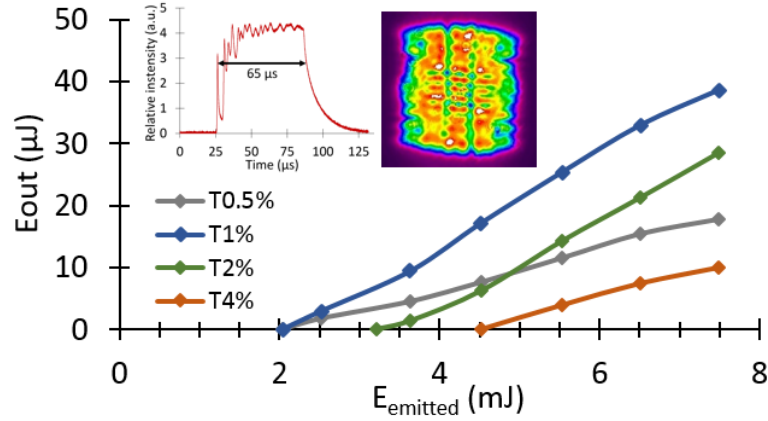 Relative instensity (a.u.)
5
4
3
2
1
0
65 μs
0 25 50 75 100 125
Time (μs)
Eout (μJ)
50
40
30
20
10
0
T0.5%
T1%
T2%
T4%
0 2 4 6 8
Eemitted (mJ)